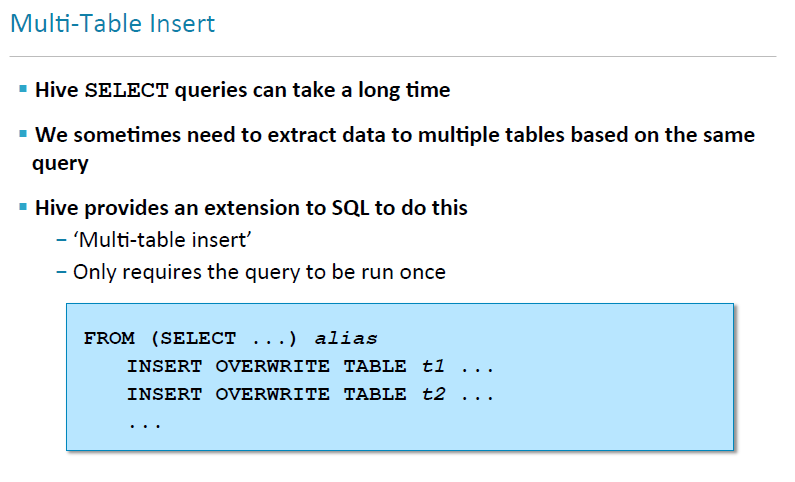 Multi-Table Insert
▪ Hive SELECT queries can take a long time
▪ We sometimes need to extract data to multiple tables based on the same
query
▪ Hive provides an extension to SQL to do this
– ‘Multi-table insert’
– Only requires the query to be run once
FROM (SELECT ...) alias
INSERT OVERWRITE TABLE t1 ...
INSERT OVERWRITE TABLE t2 ...
...